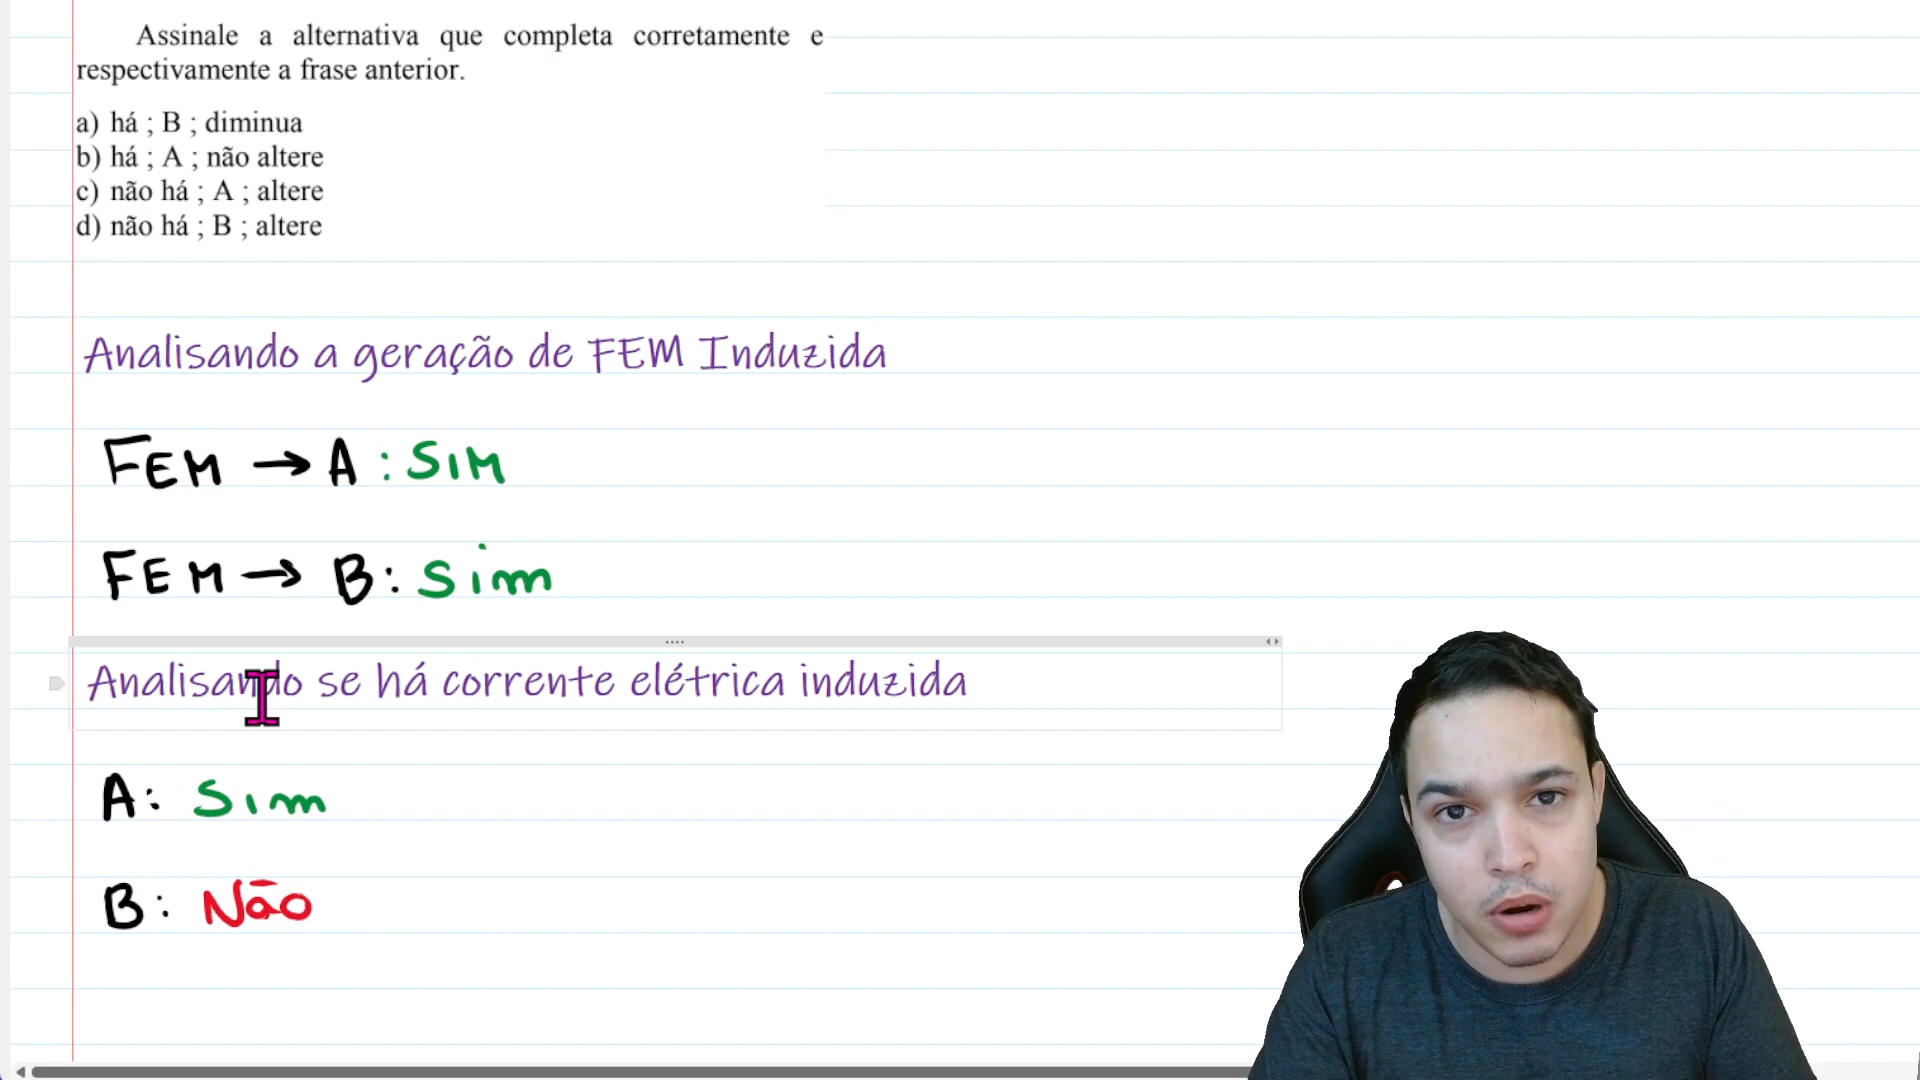 Assinale a alternativa que completa corretamente e
respectivamente a frase anterior.
a) há ; B ; diminua
b) há ; A ; não altere
c) não há ; A ; altere
d) não há ; B ; altere
Analisando a geração de FEM Induzida
FEM → A : SIM
FEM → B: Sim
Analisando se há corrente elétrica induzida
A: Sim
B: Não